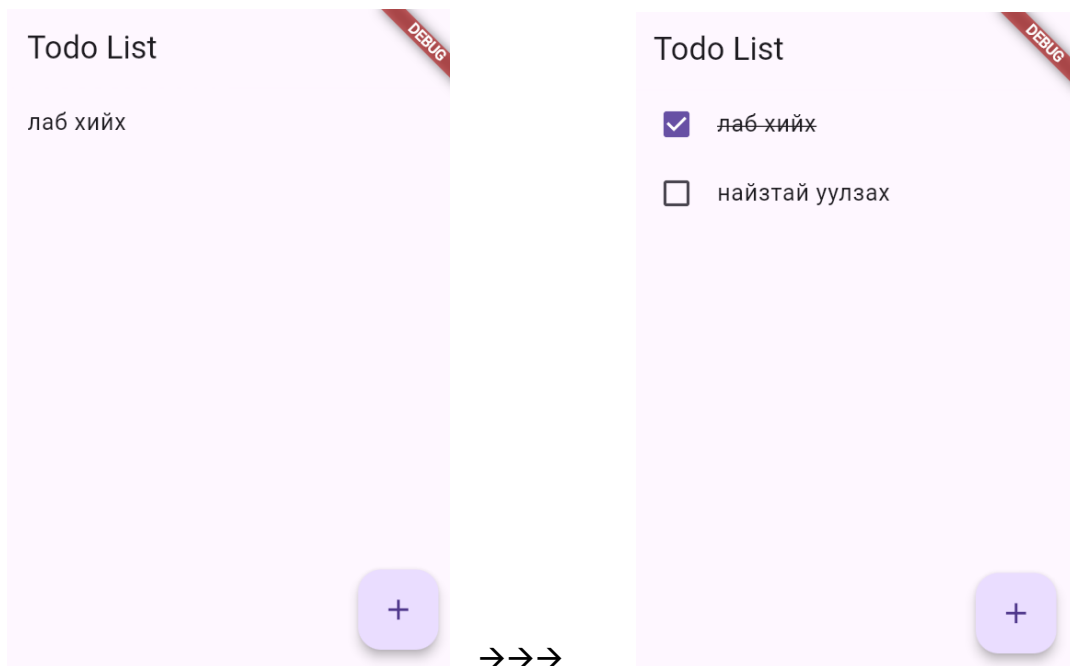 Todo List
DEBUG
лаб хийх
→→→
Todo List
DEBUG
лаб хийх
найзтай уулзах